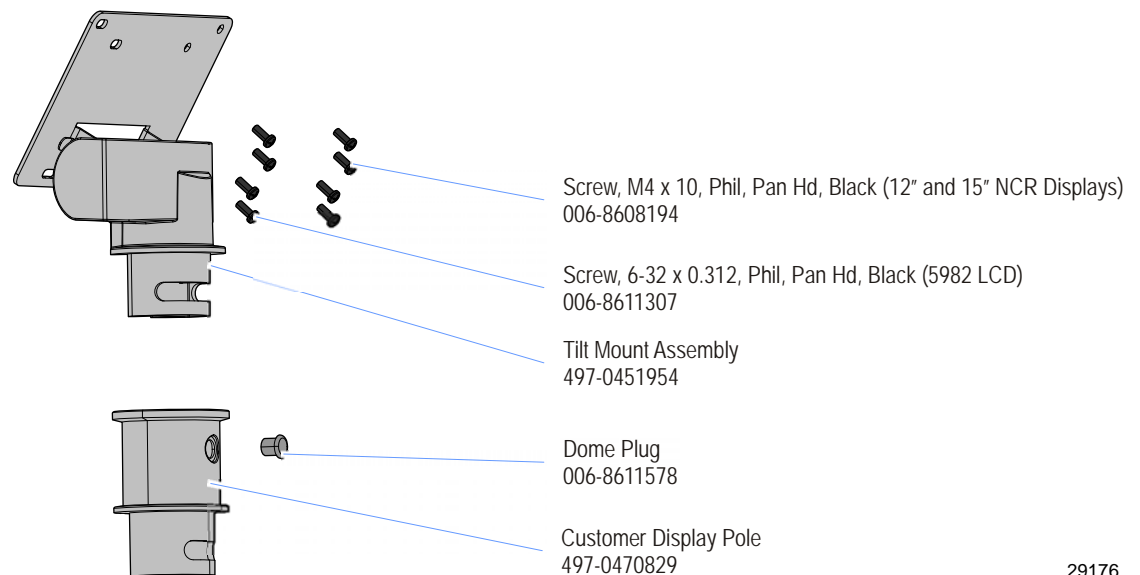 Screw, M4 x 10, Phil, Pan Hd, Black (12" and 15" NCR Displays)
006-8608194
Screw, 6-32 x 0.312, Phil, Pan Hd, Black (5982 LCD)
006-8611307
Tilt Mount Assembly
497-0451954
Dome Plug
006-8611578
Customer Display Pole
497-0470829
29176